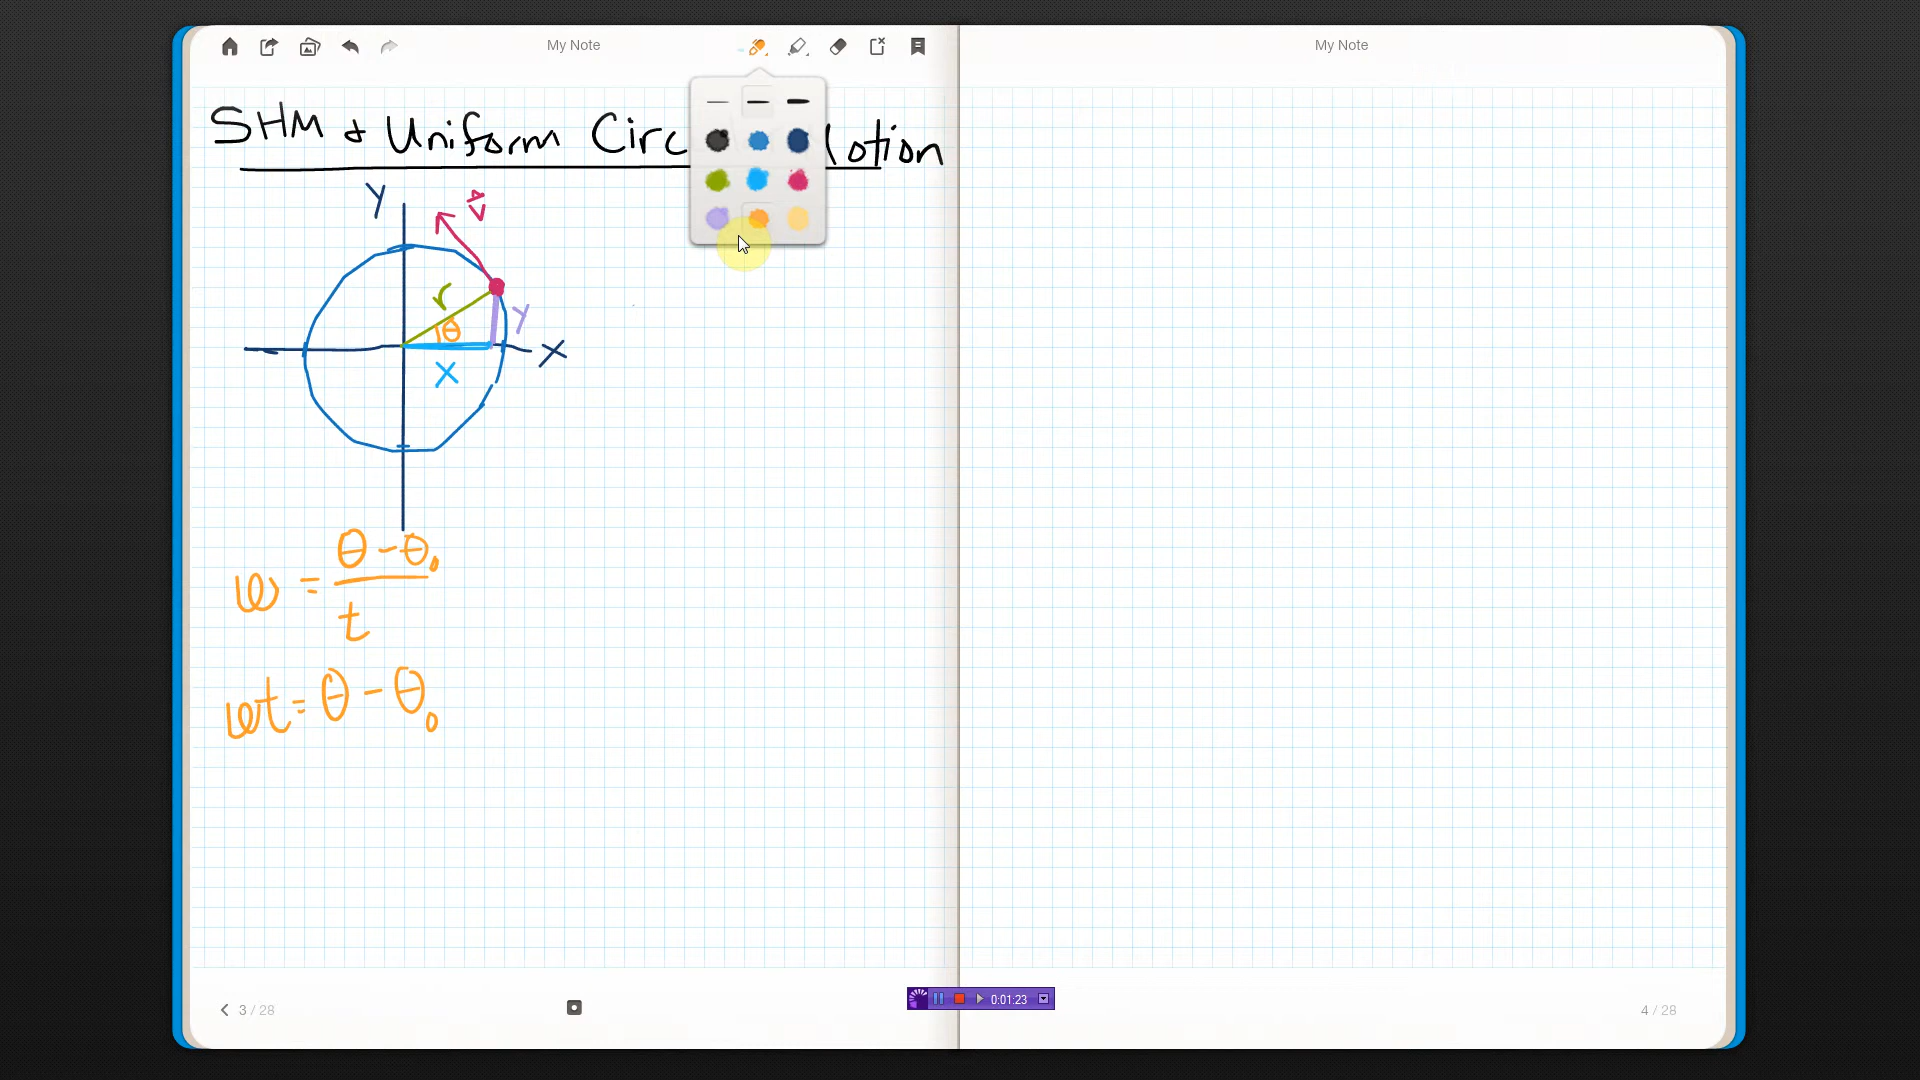 My Note
My Note
SHM & Uniform Circ lotion
Y
v
r
θ
y
X
x
ω = θ - θ₀
t
ωt = θ - θ₀
0:01:23
3 / 28
4 / 28